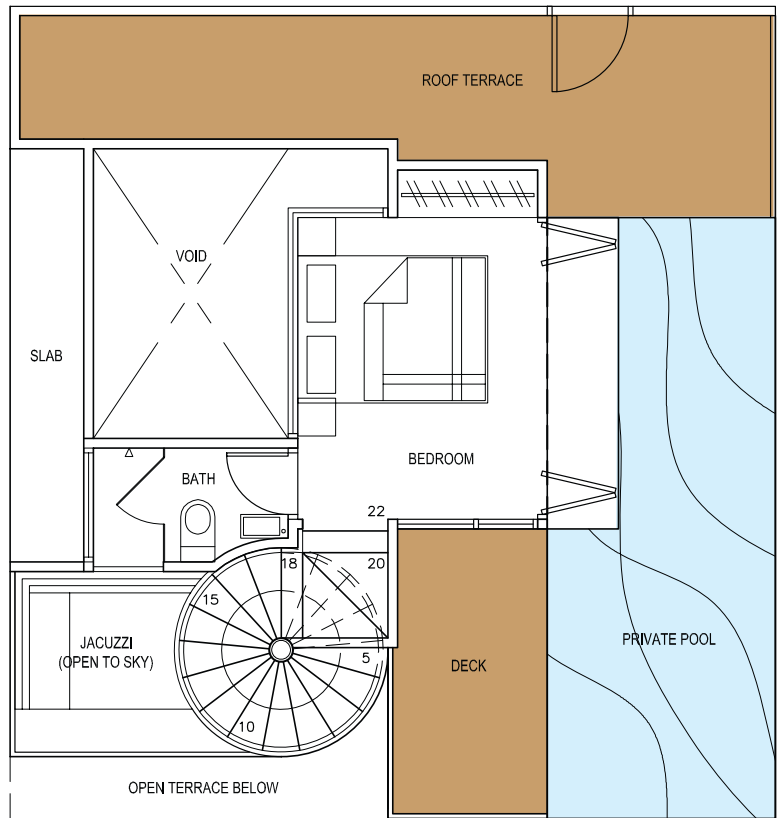 ROOF TERRACE
VOID
SLAB
BEDROOM
BATH
22
18
20
15
JACUZZI
(OPEN TO SKY)
PRIVATE POOL
5
DECK
10
OPEN TERRACE BELOW